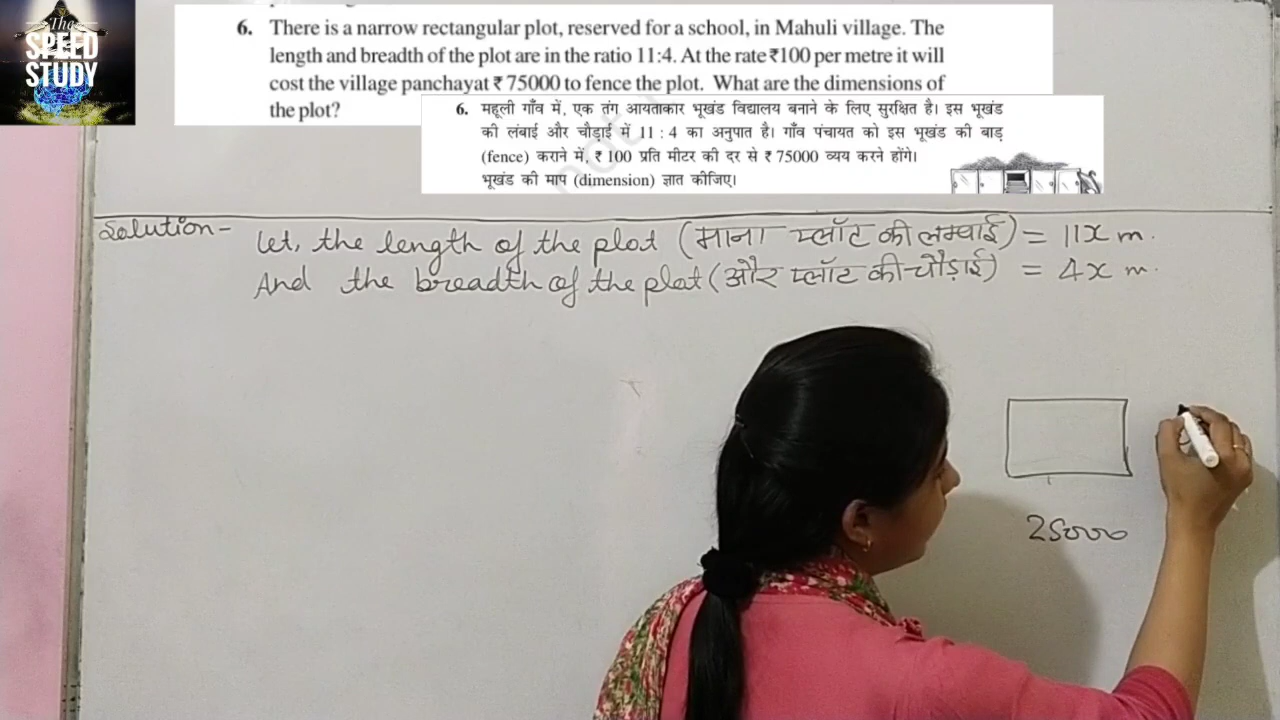 The
SPEED
STUDY
6. There is a narrow rectangular plot, reserved for a school, in Mahuli village. The
length and breadth of the plot are in the ratio 11:4. At the rate ₹100 per metre it will
cost the village panchayat ₹ 75000 to fence the plot. What are the dimensions of
the plot?
6. महूली गाँव में, एक तंग आयताकार भूखंड विद्यालय बनाने के लिए सुरक्षित है। इस भूखंड
की लंबाई और चौड़ाई में 11 : 4 का अनुपात है। गाँव पंचायत को इस भूखंड की बाड़
(fence) कराने में, ₹ 100 प्रति मीटर की दर से ₹ 75000 व्यय करने होंगे।
भूखंड की माप (dimension) ज्ञात कीजिए।
Solution-
Let, the length of the plot (माना प्लॉट की लम्बाई) = 11x m.
And the breadth of the plot (और प्लॉट की चौड़ाई) = 4x m.
25000